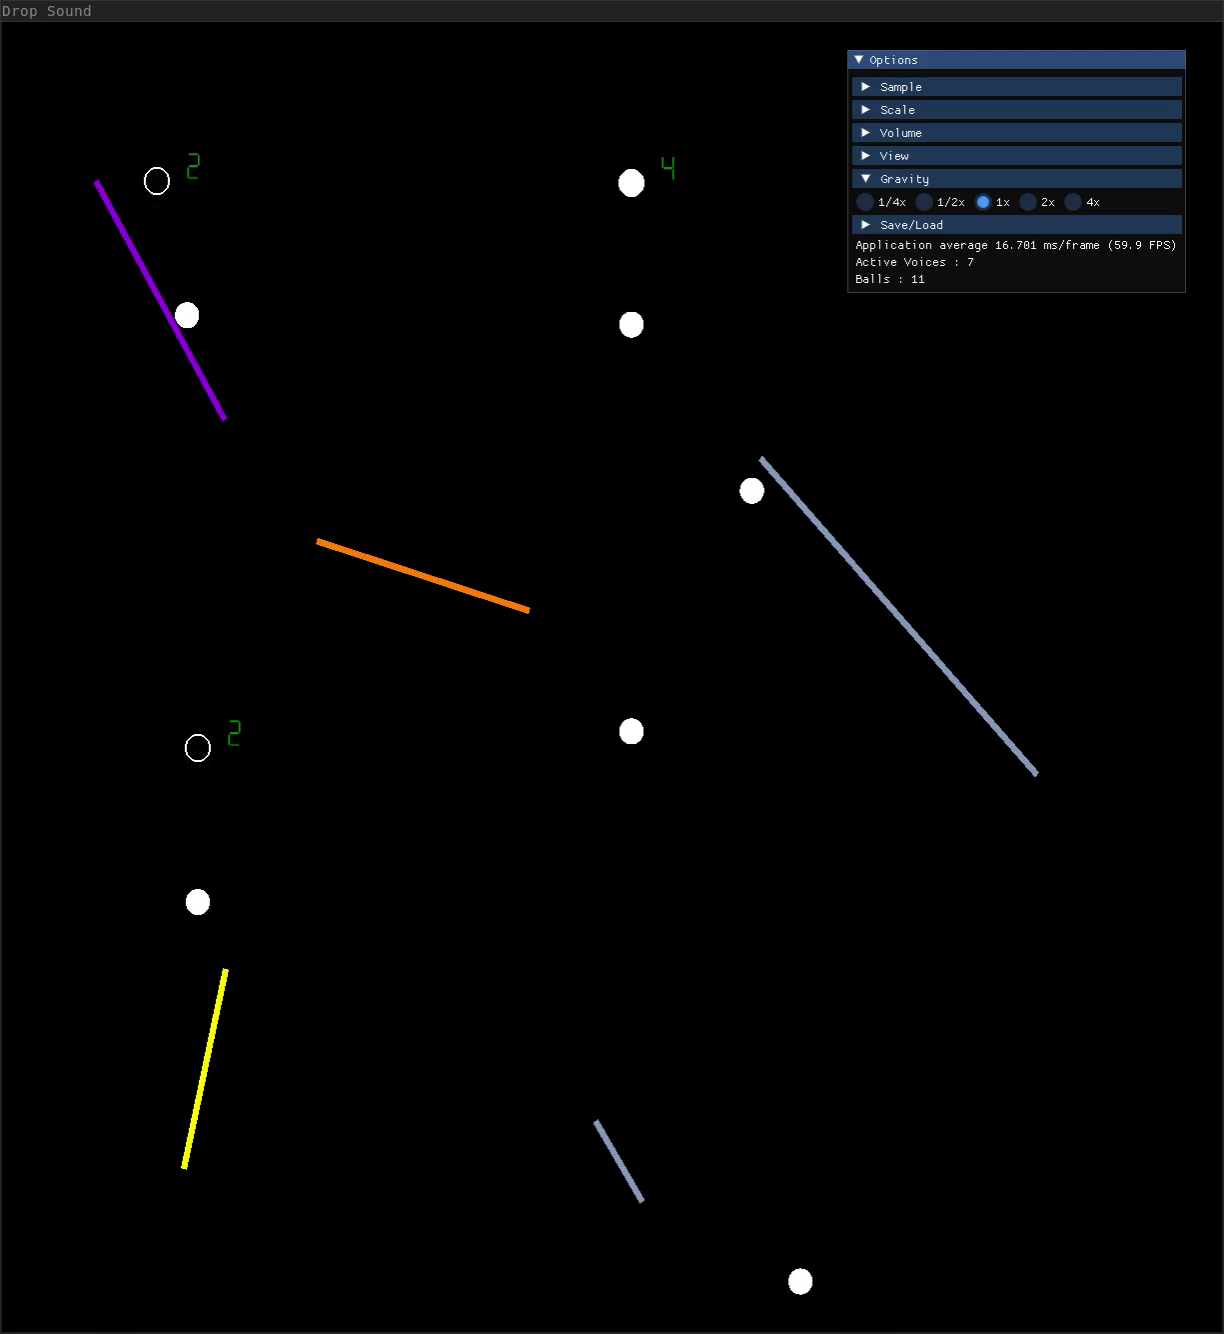 Drop Sound
Options
Sample
Scale
Volume
View
Gravity
1/4x 1/2x 1x 2x 4x
Save/Load
Application average 16.701 ms/frame (59.9 FPS)
Active Voices : 7
Balls : 11
2
4
2